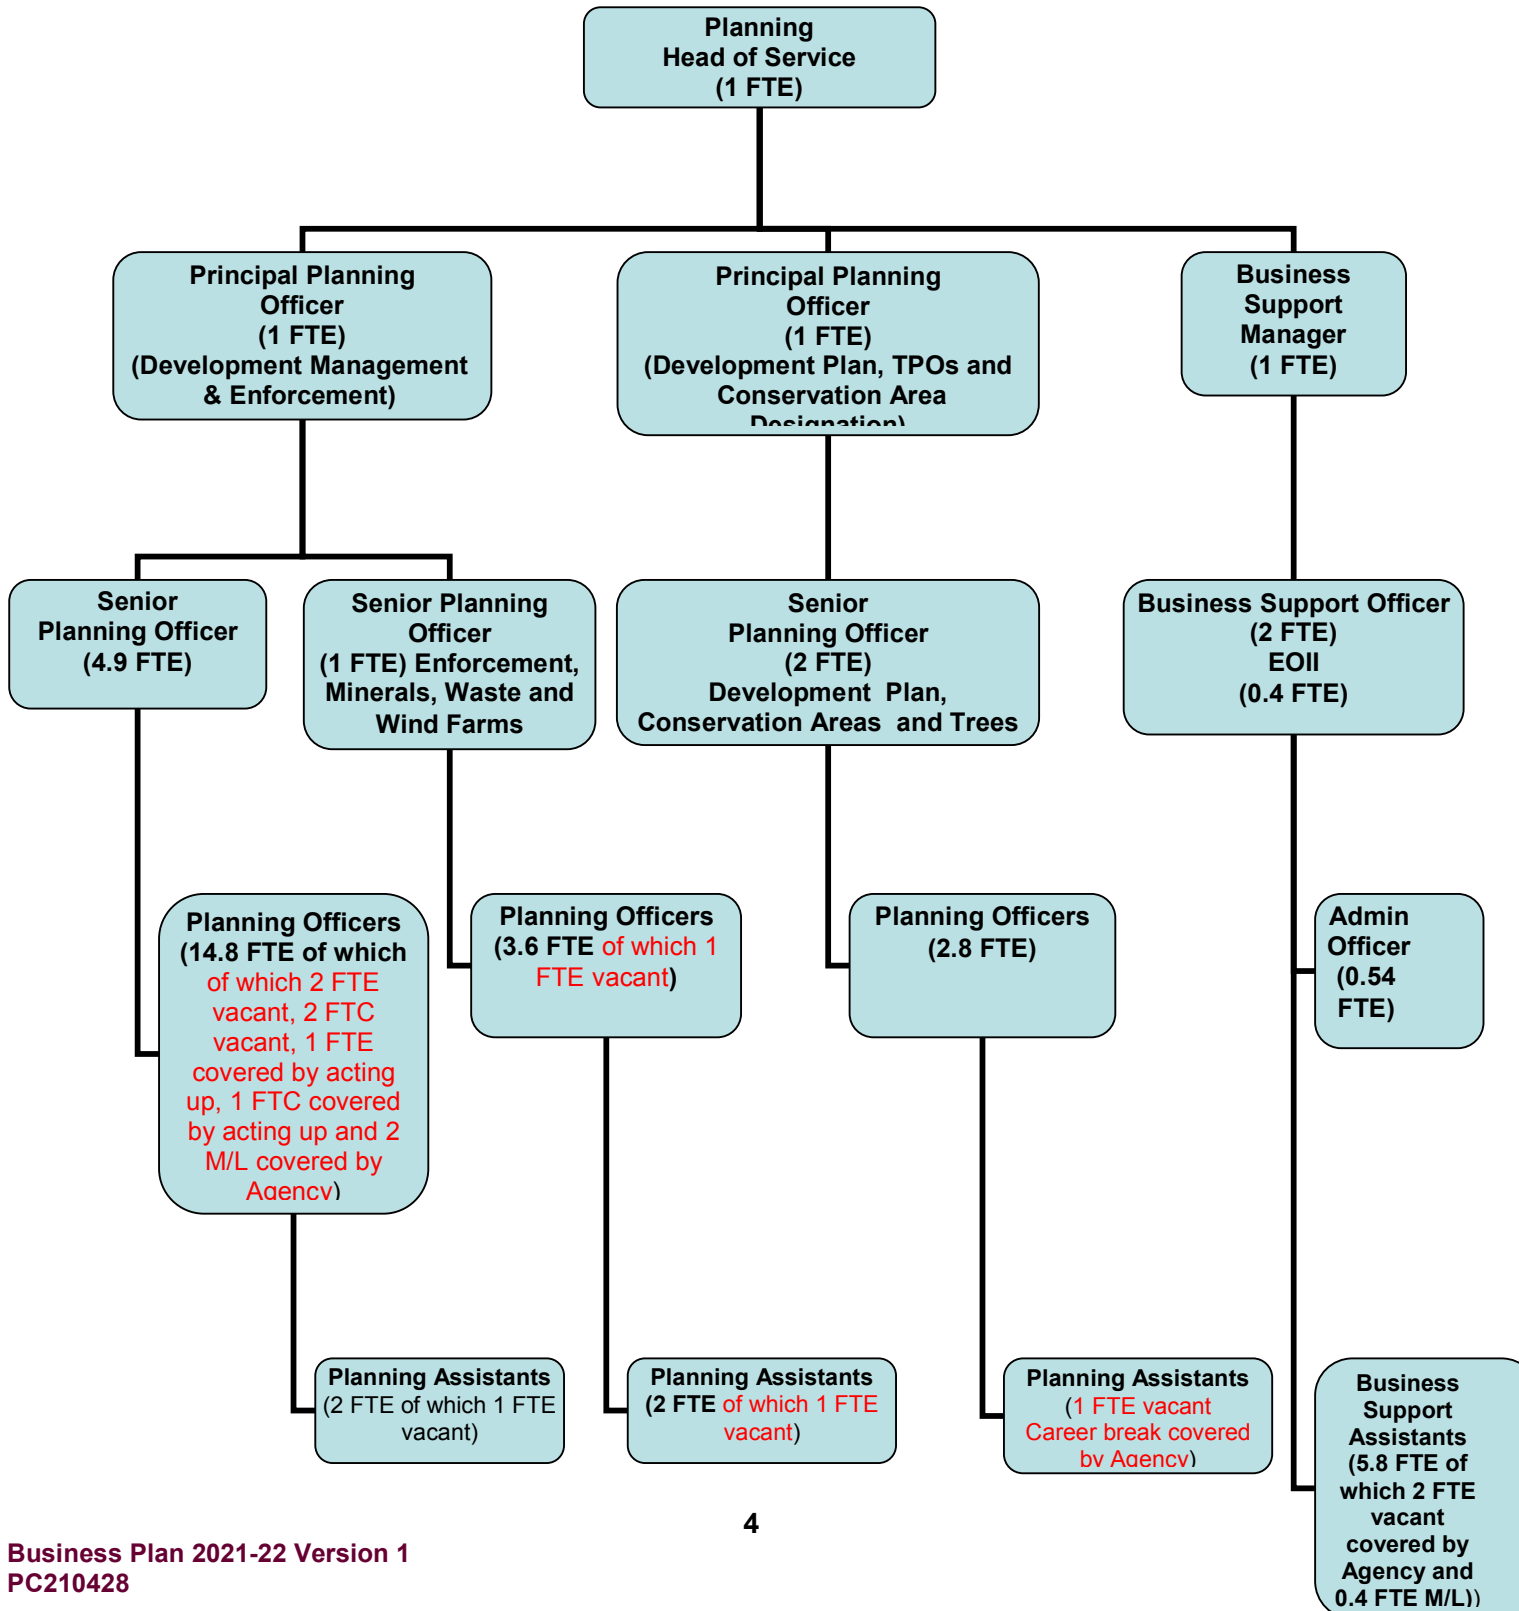 Planning
Head of Service
(1 FTE)
Principal Planning
Officer
(1 FTE)
(Development Management
& Enforcement)
Principal Planning
Officer
(1 FTE)
(Development Plan, TPOs and
Conservation Area
Designation)
Business
Support
Manager
(1 FTE)
Senior
Planning Officer
(4.9 FTE)
Senior Planning
Officer
(1 FTE) Enforcement,
Minerals, Waste and
Wind Farms
Senior
Planning Officer
(2 FTE)
Development Plan,
Conservation Areas and Trees
Business Support Officer
(2 FTE)
EOII
(0.4 FTE)
Planning Officers
(14.8 FTE of which
of which 2 FTE
vacant, 2 FTC
vacant, 1 FTE
covered by acting
up, 1 FTC covered
by acting up and 2
M/L covered by
Agency)
Planning Officers
(3.6 FTE of which 1
FTE vacant)
Planning Officers
(2.8 FTE)
Admin
Officer
(0.54
FTE)
Planning Assistants
(2 FTE of which 1 FTE
vacant)
Planning Assistants
(2 FTE of which 1 FTE
vacant)
Planning Assistants
(1 FTE vacant
Career break covered
by Agency)
Business
Support
Assistants
(5.8 FTE of
which 2 FTE
vacant
covered by
Agency and
0.4 FTE M/L))
4
Business Plan 2021-22 Version 1
PC210428